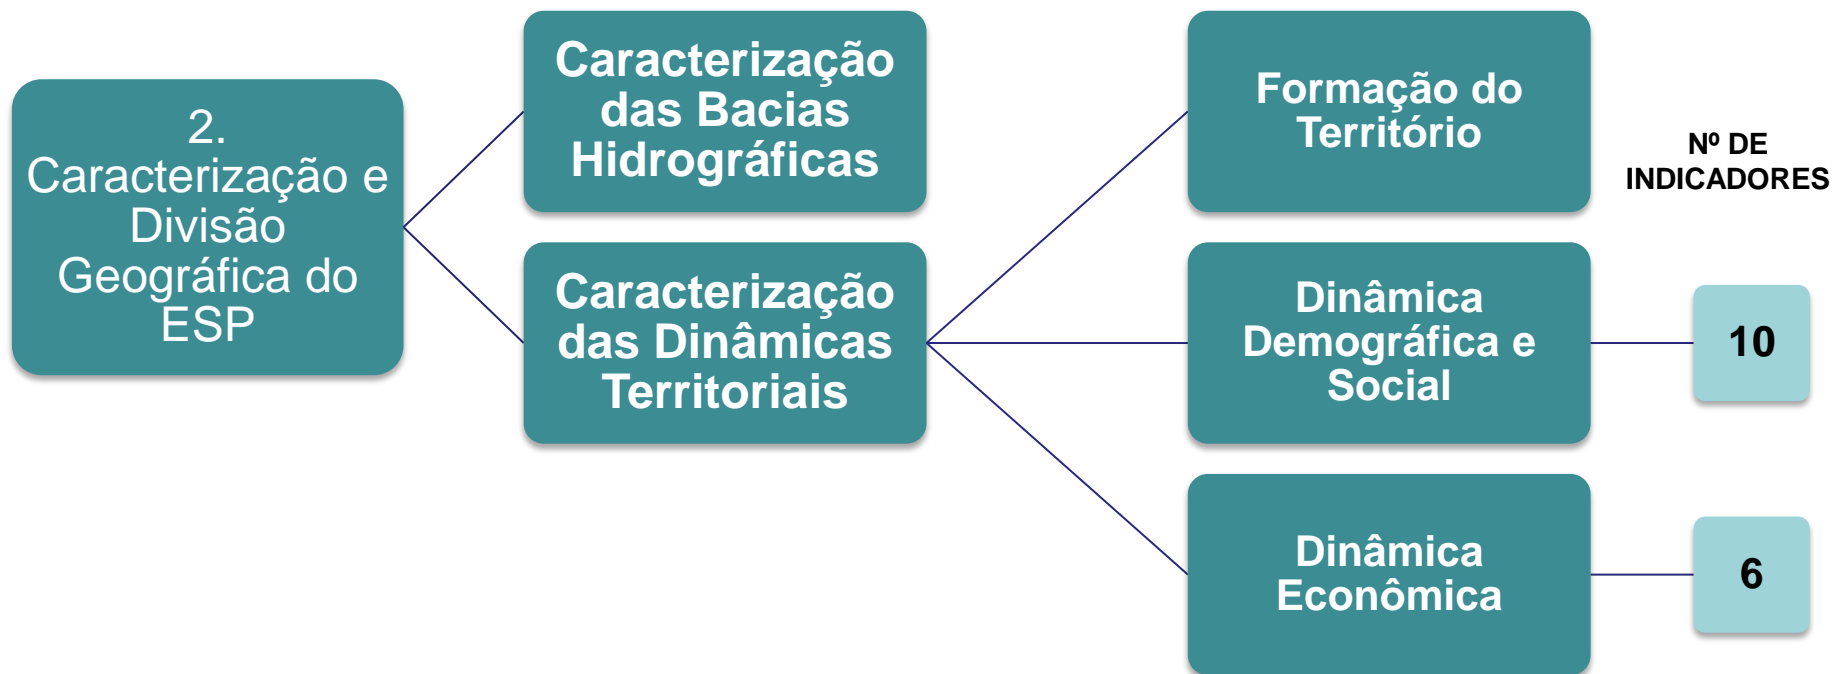 2.
Caracterização e
Divisão
Geográfica do
ESP
Caracterização
das Bacias
Hidrográficas
Caracterização
das Dinâmicas
Territoriais
Formação do
Território
Dinâmica
Demográfica e
Social
Dinâmica
Econômica
Nº DE
INDICADORES
10
6